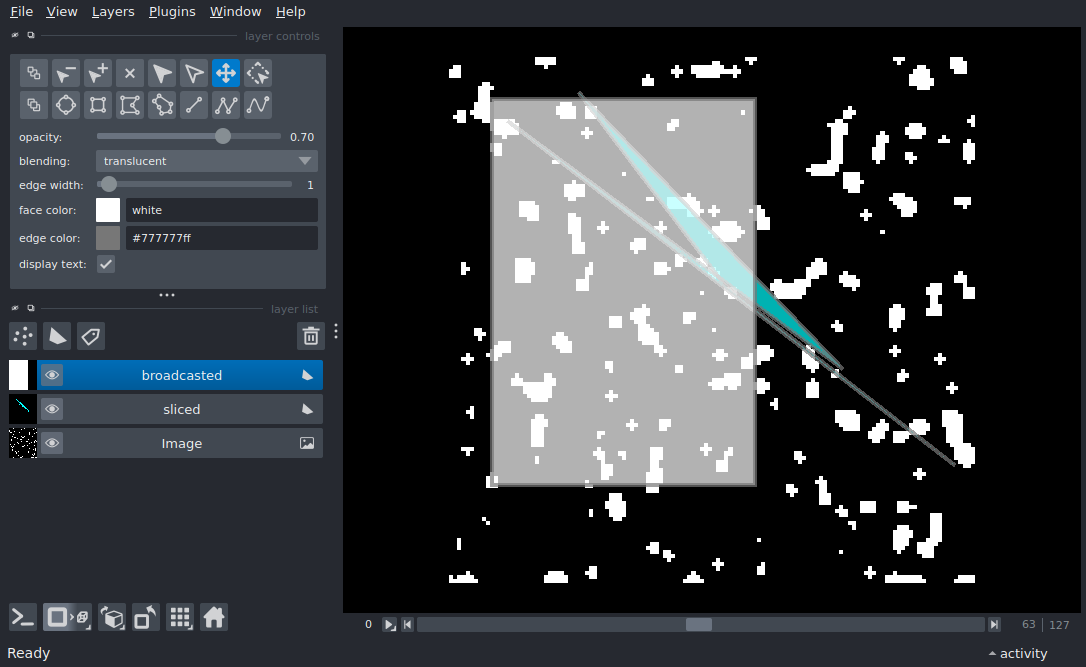 File View Layers Plugins Window Help
layer controls
opacity: 0.70
blending: translucent
edge width: 1
face color: white
edge color: #777777ff
display text:
layer list
broadcasted
sliced
Image
0 63 127
Ready activity